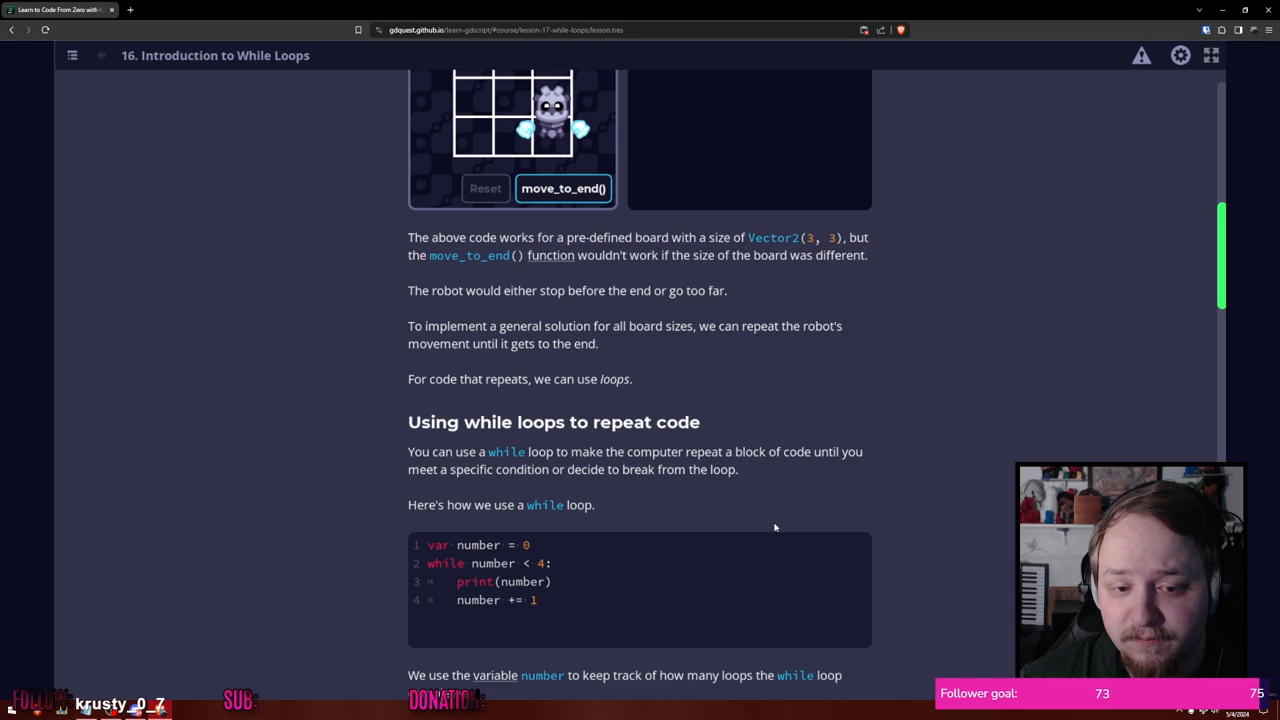 Learn to Code From Zero with
gdquest.github.io/learn-gdscript/#course/lesson-17-while-loops/lesson.tres
16. Introduction to While Loops
Reset
move_to_end()
The above code works for a pre-defined board with a size of Vector2(3, 3), but
the move_to_end() function wouldn't work if the size of the board was different.
The robot would either stop before the end or go too far.
To implement a general solution for all board sizes, we can repeat the robot's
movement until it gets to the end.
For code that repeats, we can use loops.
Using while loops to repeat code
You can use a while loop to make the computer repeat a block of code until you
meet a specific condition or decide to break from the loop.
Here's how we use a while loop.
1 var number = 0
2 while number < 4:
3 print(number)
4 number += 1
We use the variable number to keep track of how many loops the while loop
FOLLOW: krusty_0_7
SUB:
DONATION:
Follower goal: 73 75
5/4/2024